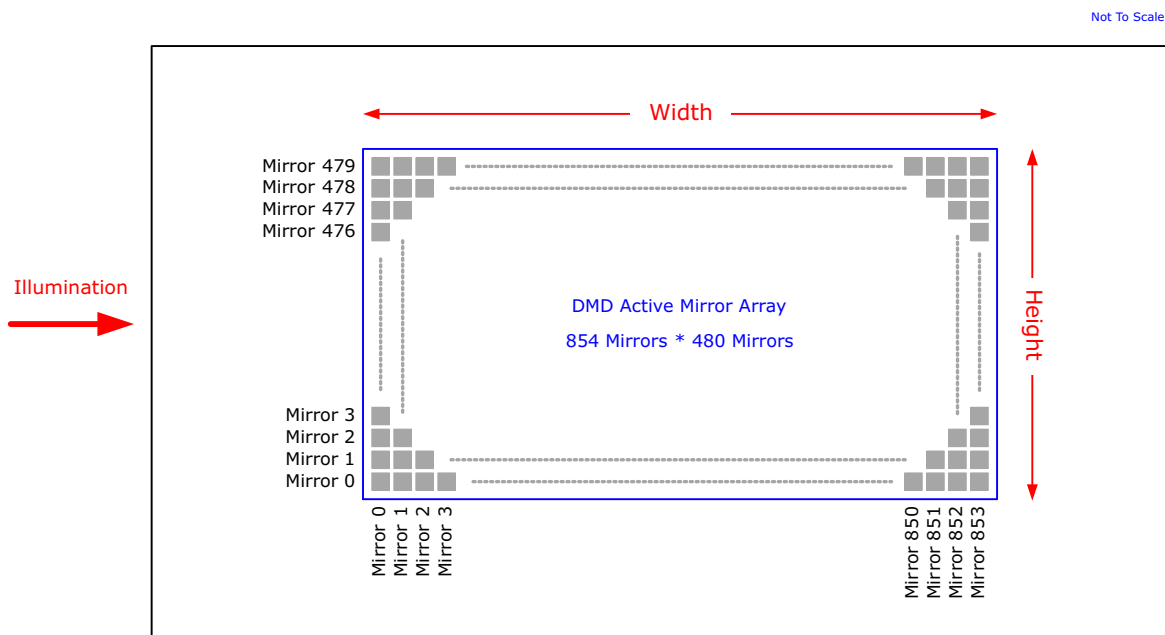 Not To Scale
Width
Mirror 479
Mirror 478
Mirror 477
Mirror 476
Illumination
DMD Active Mirror Array
854 Mirrors * 480 Mirrors
Height
Mirror 3
Mirror 2
Mirror 1
Mirror 0
Mirror 0
Mirror 1
Mirror 2
Mirror 3
Mirror 850
Mirror 851
Mirror 852
Mirror 853